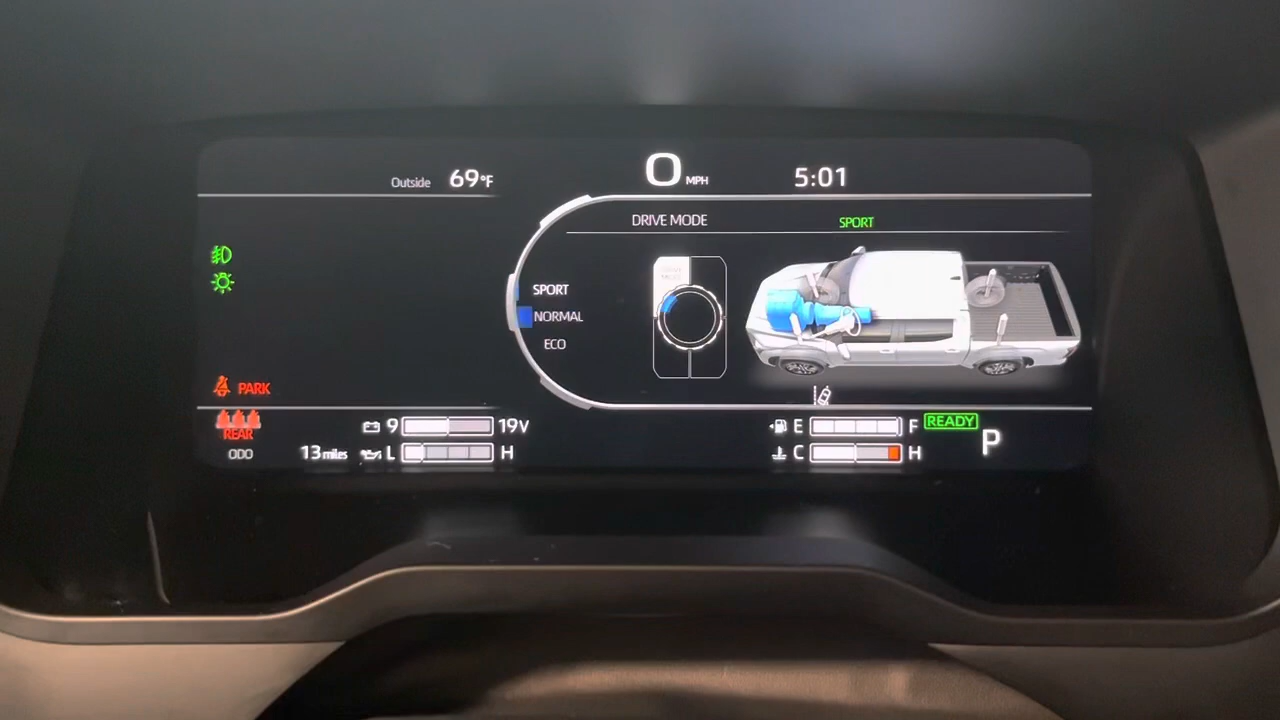 Outside 69°F
0 MPH
5:01
DRIVE MODE
SPORT
SPORT
NORMAL
ECO
PARK
REAR
ODO
13 miles
9 19V
L H
E F
C H
READY
P